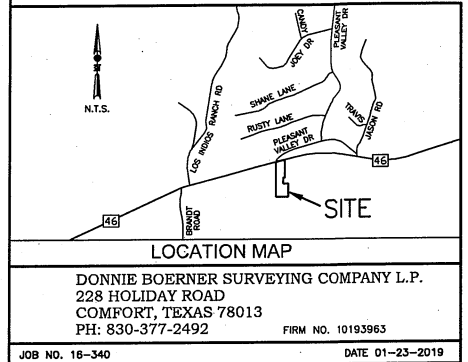 CANDY
JOEY DR
PLEASANT VALLEY DR
N.T.S.
LOS INDIOS RANCH RD
SHANE LANE
TRAVIS
JASON RD
RUSTY LANE
PLEASANT
VALLEY DR
46
46
BRANDT
ROAD
SITE
LOCATION MAP
DONNIE BOERNER SURVEYING COMPANY L.P.
228 HOLIDAY ROAD
COMFORT, TEXAS 78013
PH: 830-377-2492 FIRM NO. 10193963
JOB NO. 16-340 DATE 01-23-2019